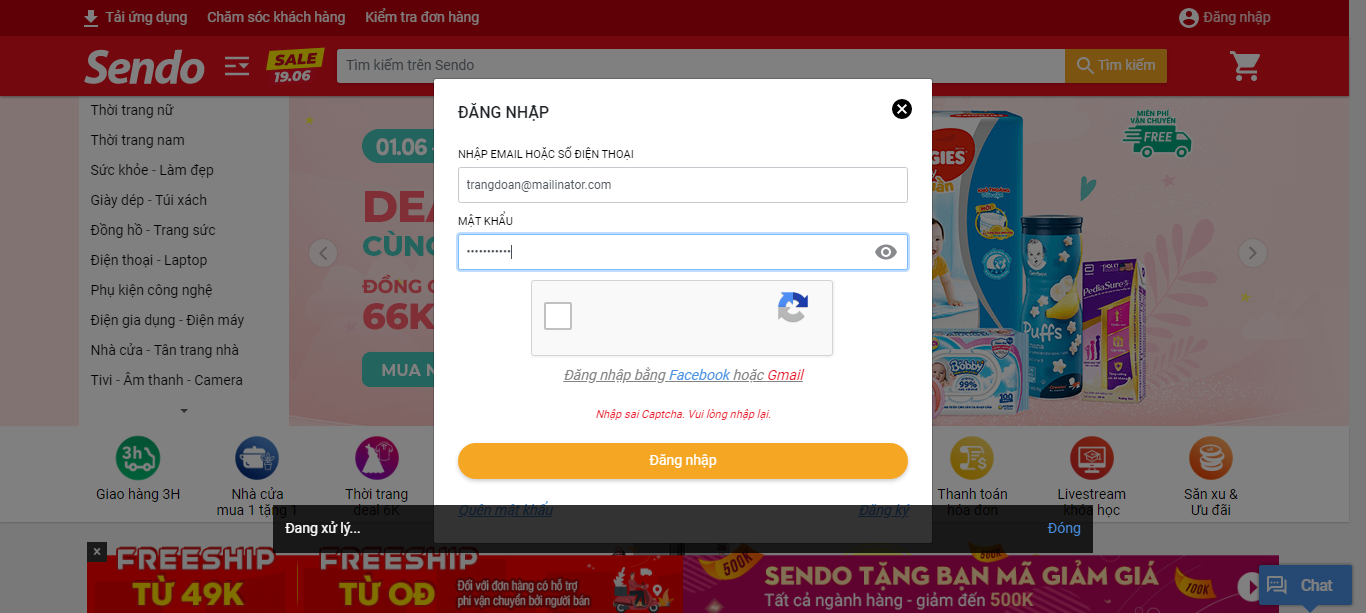 Tải ứng dụng Chăm sóc khách hàng Kiểm tra đơn hàng Đăng nhập
Sendo SALE 19.06 Tìm kiếm trên Sendo Tìm kiếm
Thời trang nữ
Thời trang nam
Sức khỏe - Làm đẹp
Giày dép - Túi xách
Đồng hồ - Trang sức
Điện thoại - Laptop
Phụ kiện công nghệ
Điện gia dụng - Điện máy
Nhà cửa - Tân trang nhà
Tivi - Âm thanh - Camera
01.06 -
CÙN
ĐỒNG
66K
MUA
ĐĂNG NHẬP
NHẬP EMAIL HOẶC SỐ ĐIỆN THOẠI
trangdoan@mailinator.com
MẬT KHẨU
•••••••••••
Đăng nhập bằng Facebook hoặc Gmail
Nhập sai Captcha. Vui lòng nhập lại.
Đăng nhập
Quên mật khẩu Đăng ký
MIỄN PHÍ
VẬN CHUYỂN
FREE
GIES
PediaSure
Puffs
Bobby
99%
100
Giao hàng 3H
Nhà cửa
mua 1 tặng 1
Thời trang
deal 6K
Thanh toán
hóa đơn
Livestream
khóa học
Săn xu &
Ưu đãi
Đang xử lý... Đóng
FREESHIP
TỪ 49K
FREESHIP
TỪ 0Đ
Đối với đơn hàng có hỗ trợ
phí vận chuyển bởi người bán
500K
500K
SENDO TẶNG BẠN MÃ GIẢM GIÁ
Tất cả ngành hàng - giảm đến 500K
100K
Chat